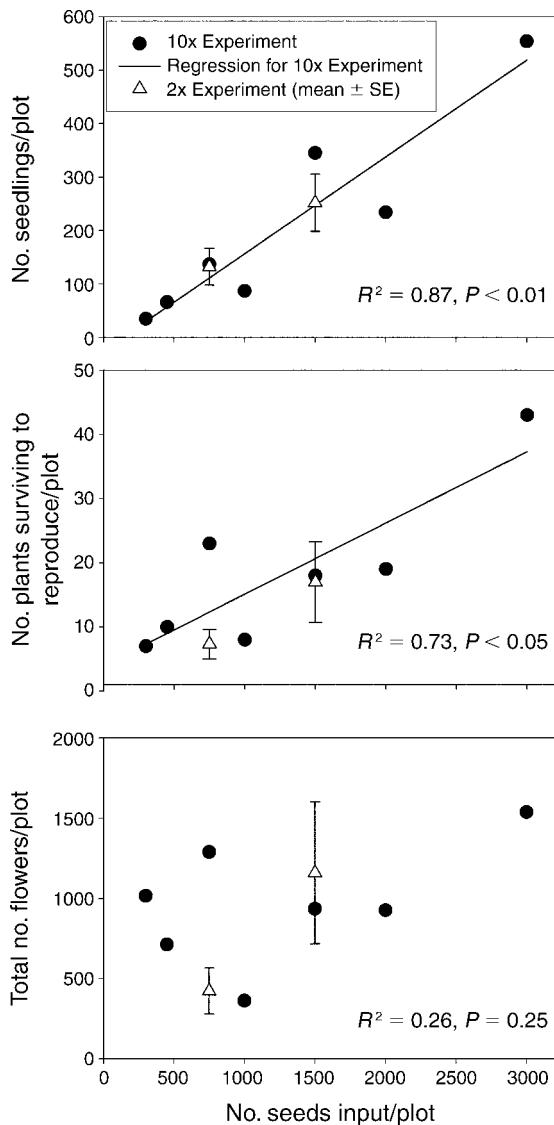 10x Experiment
Regression for 10x Experiment
2x Experiment (mean ± SE)
600
500
400
300
200
100
0
No. seedlings/plot
R² = 0.87, P < 0.01
50
40
30
20
10
0
No. plants surviving to
reproduce/plot
R² = 0.73, P < 0.05
2000
1500
1000
500
0
Total no. flowers/plot
R² = 0.26, P = 0.25
0 500 1000 1500 2000 2500 3000
No. seeds input/plot